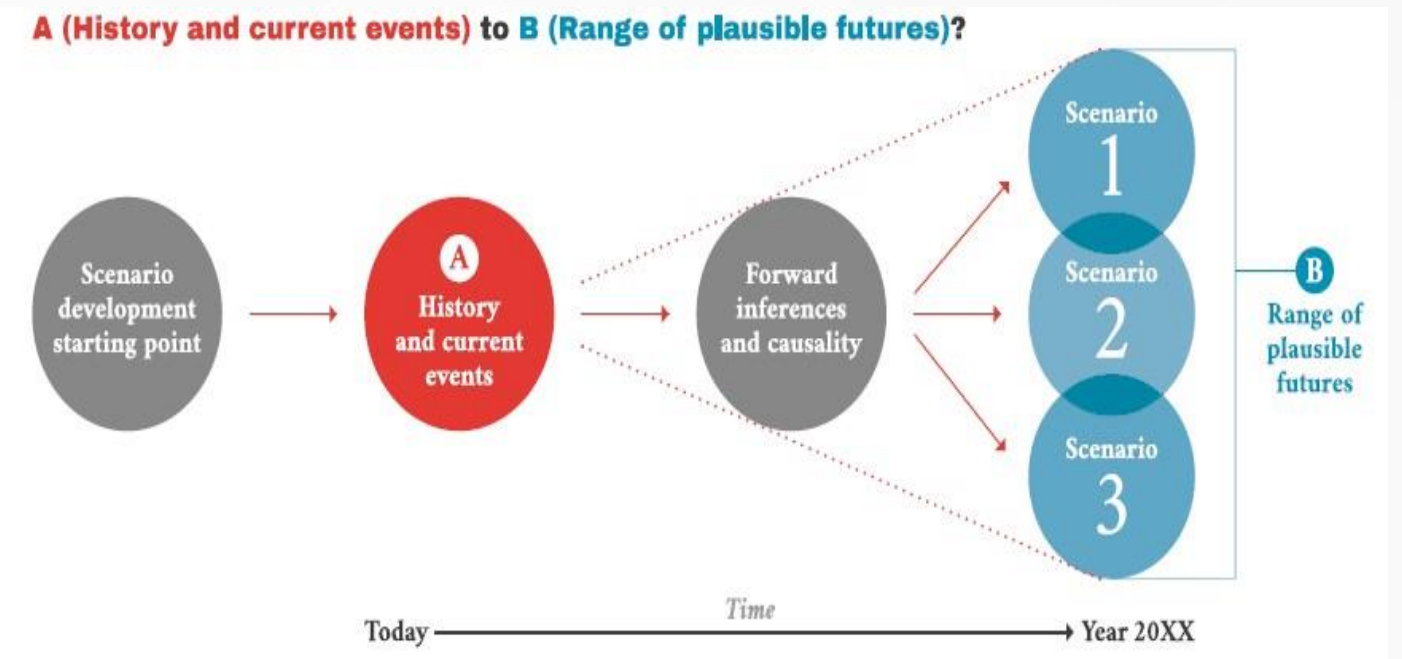 A (History and current events) to B (Range of plausible futures)?
Scenario
development
starting point
A
History
and current
events
Forward
inferences
and causality
Scenario
1
Scenario
2
Scenario
3
B
Range of
plausible
futures
Time
Today
Year 20XX